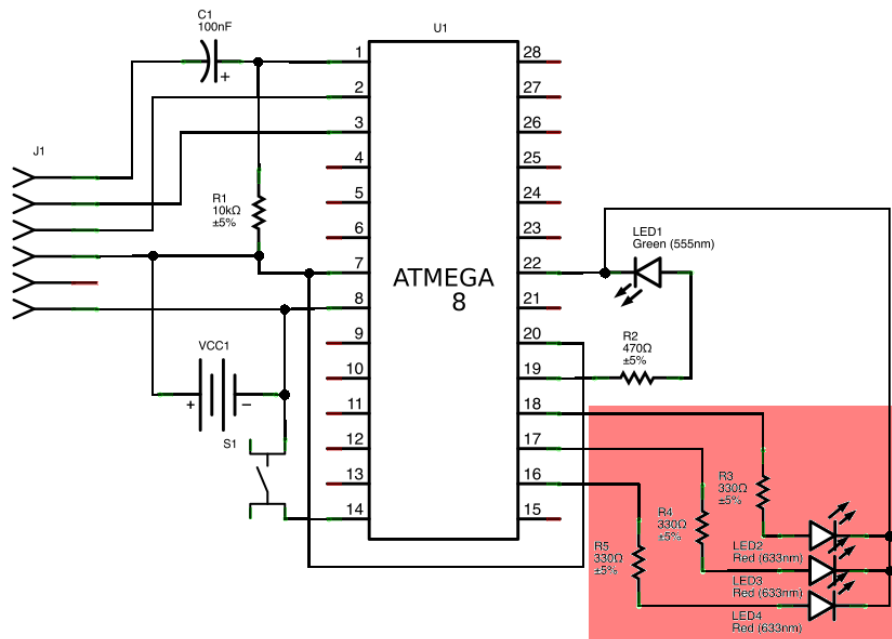 C1
100nF
U1
1
2
3
4
5
6
7
8
9
10
11
12
13
14
28
27
26
25
24
23
22
21
20
19
18
17
16
15
ATMEGA
8
J1
R1
10kΩ
±5%
+
VCC1
+
−
S1
LED1
Green (555nm)
R2
470Ω
±5%
R3
330Ω
±5%
R4
330Ω
±5%
R5
330Ω
±5%
LED2
Red (633nm)
LED3
Red (633nm)
LED4
Red (633nm)